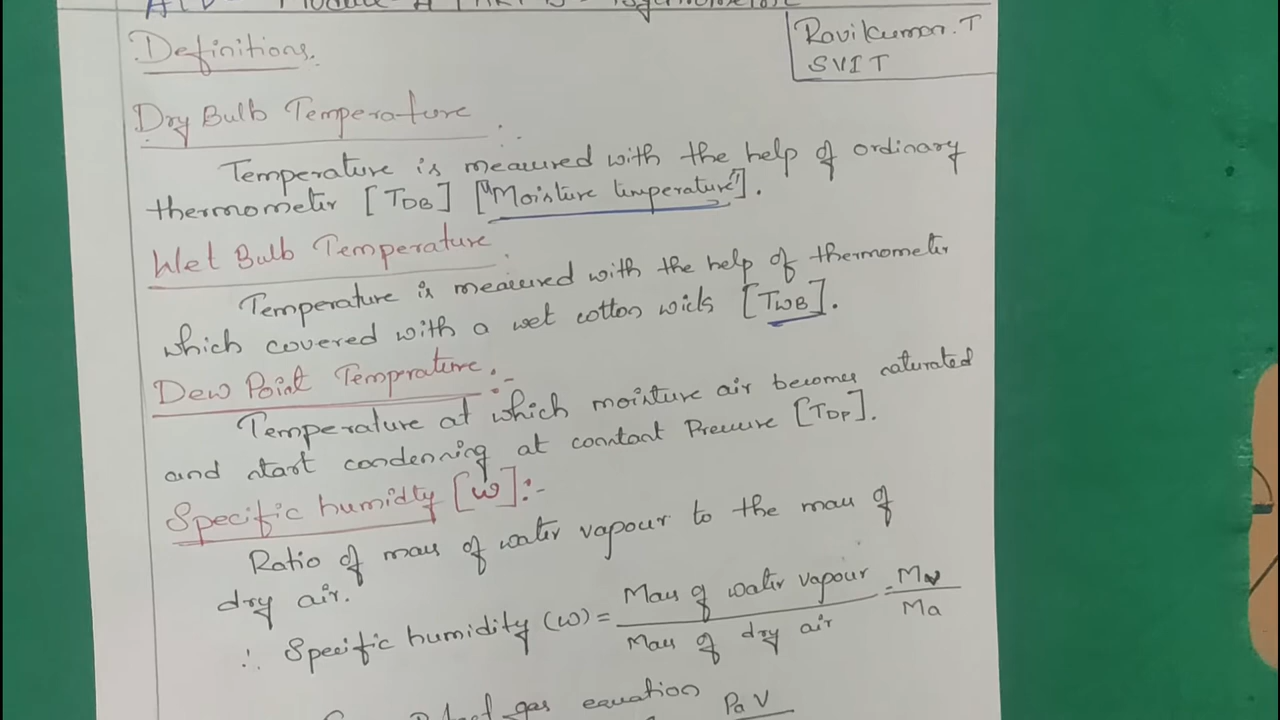 Ravikumar.T
SVIT
Definitions.
Dry Bulb Temperature :.
Temperature is measured with the help of ordinary
thermometer [TDB] ["Moisture temperature"].
Wet Bulb Temperature :
Temperature is measured with the help of thermometer
which covered with a wet cotton wicks [TWB].
Dew Point Temprature. :-
Temperature at which moisture air becomes saturated
and start condensing at constant Pressure [TDP].
Specific humidty [w]:-
Ratio of mass of water vapour to the mass of
dry air.
∴ Specific humidity (w) = Mass of water vapour / Mass of dry air = Mv / Ma
gas equation PaV